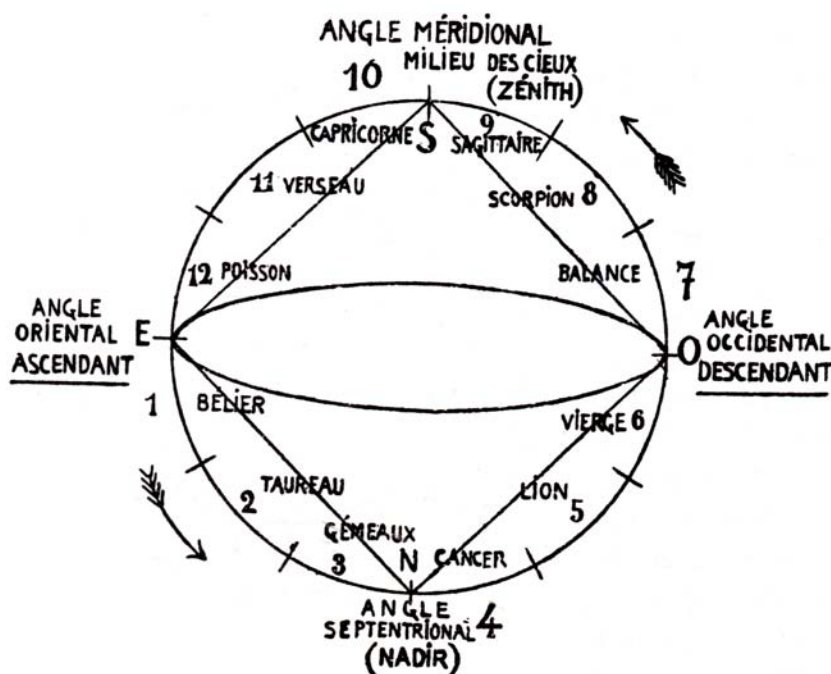 ANGLE MÉRIDIONAL
MILIEU DES CIEUX
(ZÉNITH)
10
9
CAPRICORNE
S
SAGITTAIRE
11 VERSEAU
SCORPION 8
12 POISSON
BALANCE
7
ANGLE
ORIENTAL
ASCENDANT
E
O
ANGLE
OCCIDENTAL
DESCENDANT
1
BÉLIER
VIERGE 6
2
TAUREAU
LION
5
GÉMEAUX
3
N
CANCER
ANGLE
SEPTENTRIONAL
4
(NADIR)